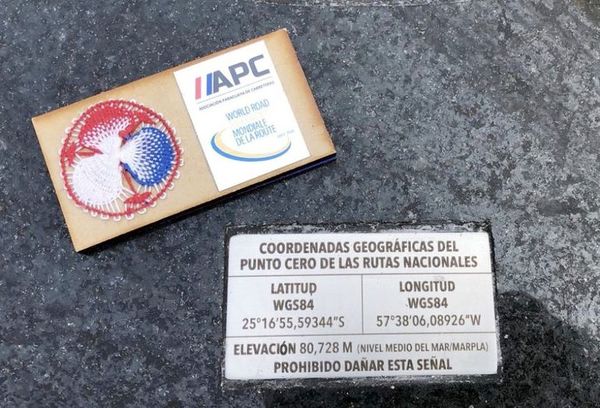 APC
ASOCIACIÓN PARAGUAYA DE CARRETERAS
WORLD ROAD
MONDIALE
DE LA ROUTE
COORDENADAS GEOGRÁFICAS DEL
PUNTO CERO DE LAS RUTAS NACIONALES
LATITUD
WGS84
25°16'55,59344"S
LONGITUD
WGS84
57°38'06,08926"W
ELEVACIÓN 80,728 M (NIVEL MEDIO DEL MAR/MARPLA)
PROHIBIDO DAÑAR ESTA SEÑAL